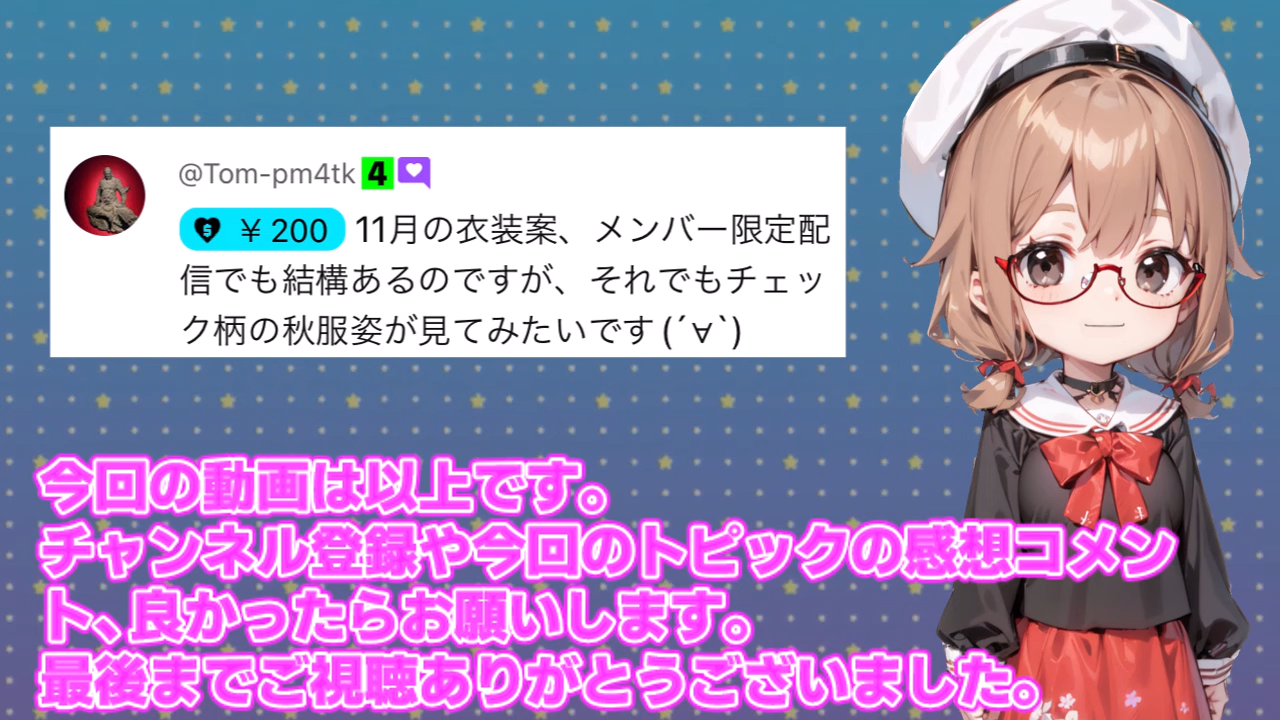 @Tom-pm4tk 4
¥ 200 11月の衣装案、メンバー限定配
信でも結構あるのですが、それでもチェッ
ク柄の秋服姿が見てみたいです(´∀`)
今回の動画は以上です。
チャンネル登録や今回のトピックの感想コメン
ト、良かったらお願いします。
最後までご視聴ありがとうございました。